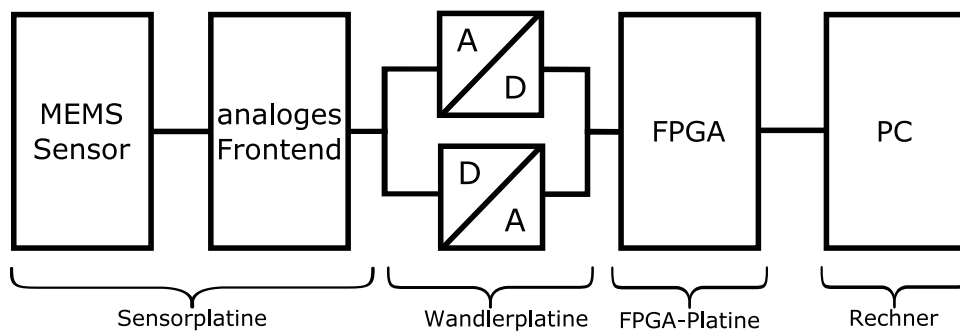 MEMS
Sensor
analoges
Frontend
A
D
D
A
FPGA
PC
Sensorplatine
Wandlerplatine
FPGA-Platine
Rechner